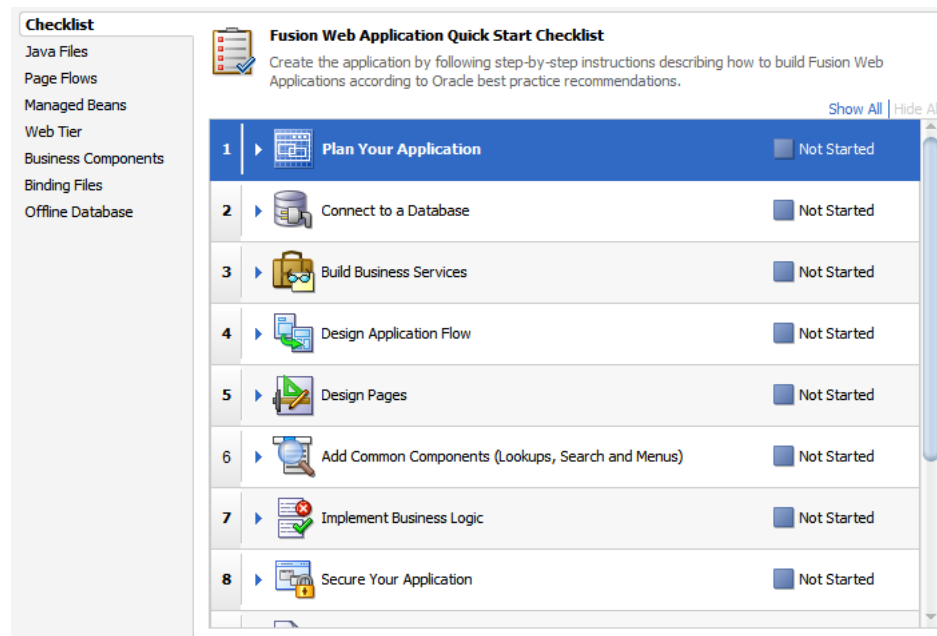 Checklist
Java Files
Page Flows
Managed Beans
Web Tier
Business Components
Binding Files
Offline Database
Fusion Web Application Quick Start Checklist
Create the application by following step-by-step instructions describing how to build Fusion Web
Applications according to Oracle best practice recommendations.
Show All | Hide Al
1 Plan Your Application Not Started
2 Connect to a Database Not Started
3 Build Business Services Not Started
4 Design Application Flow Not Started
5 Design Pages Not Started
6 Add Common Components (Lookups, Search and Menus) Not Started
7 Implement Business Logic Not Started
8 Secure Your Application Not Started